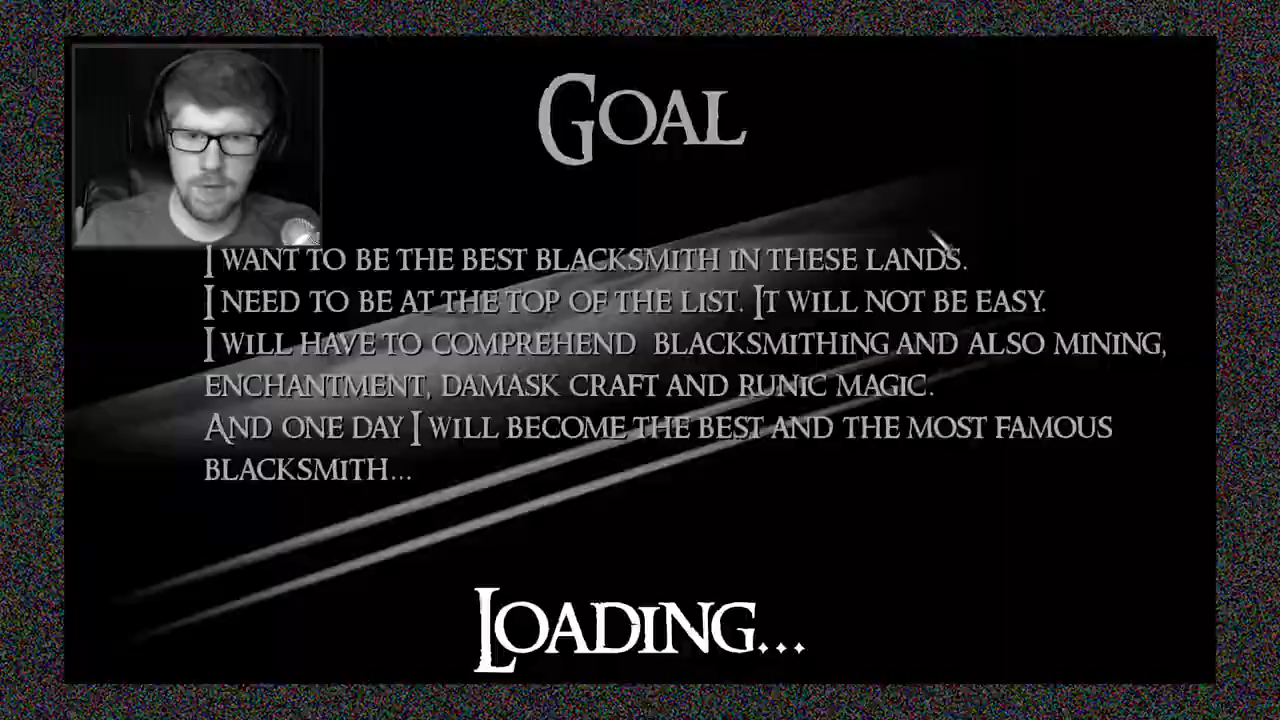 Goal
I want to be the best blacksmith in these lands.
I need to be at the top of the list. It will not be easy.
I will have to comprehend  blacksmithing and also mining,
enchantment, damask craft and runic magic.
And one day I will become the best and the most famous
blacksmith...
Loading...